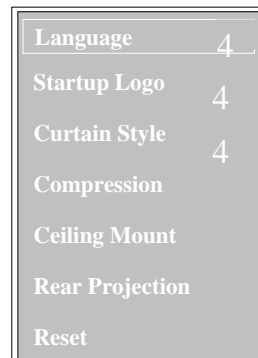 Language 4
Startup Logo 4
Curtain Style 4
Compression
Ceiling Mount
Rear Projection
Reset